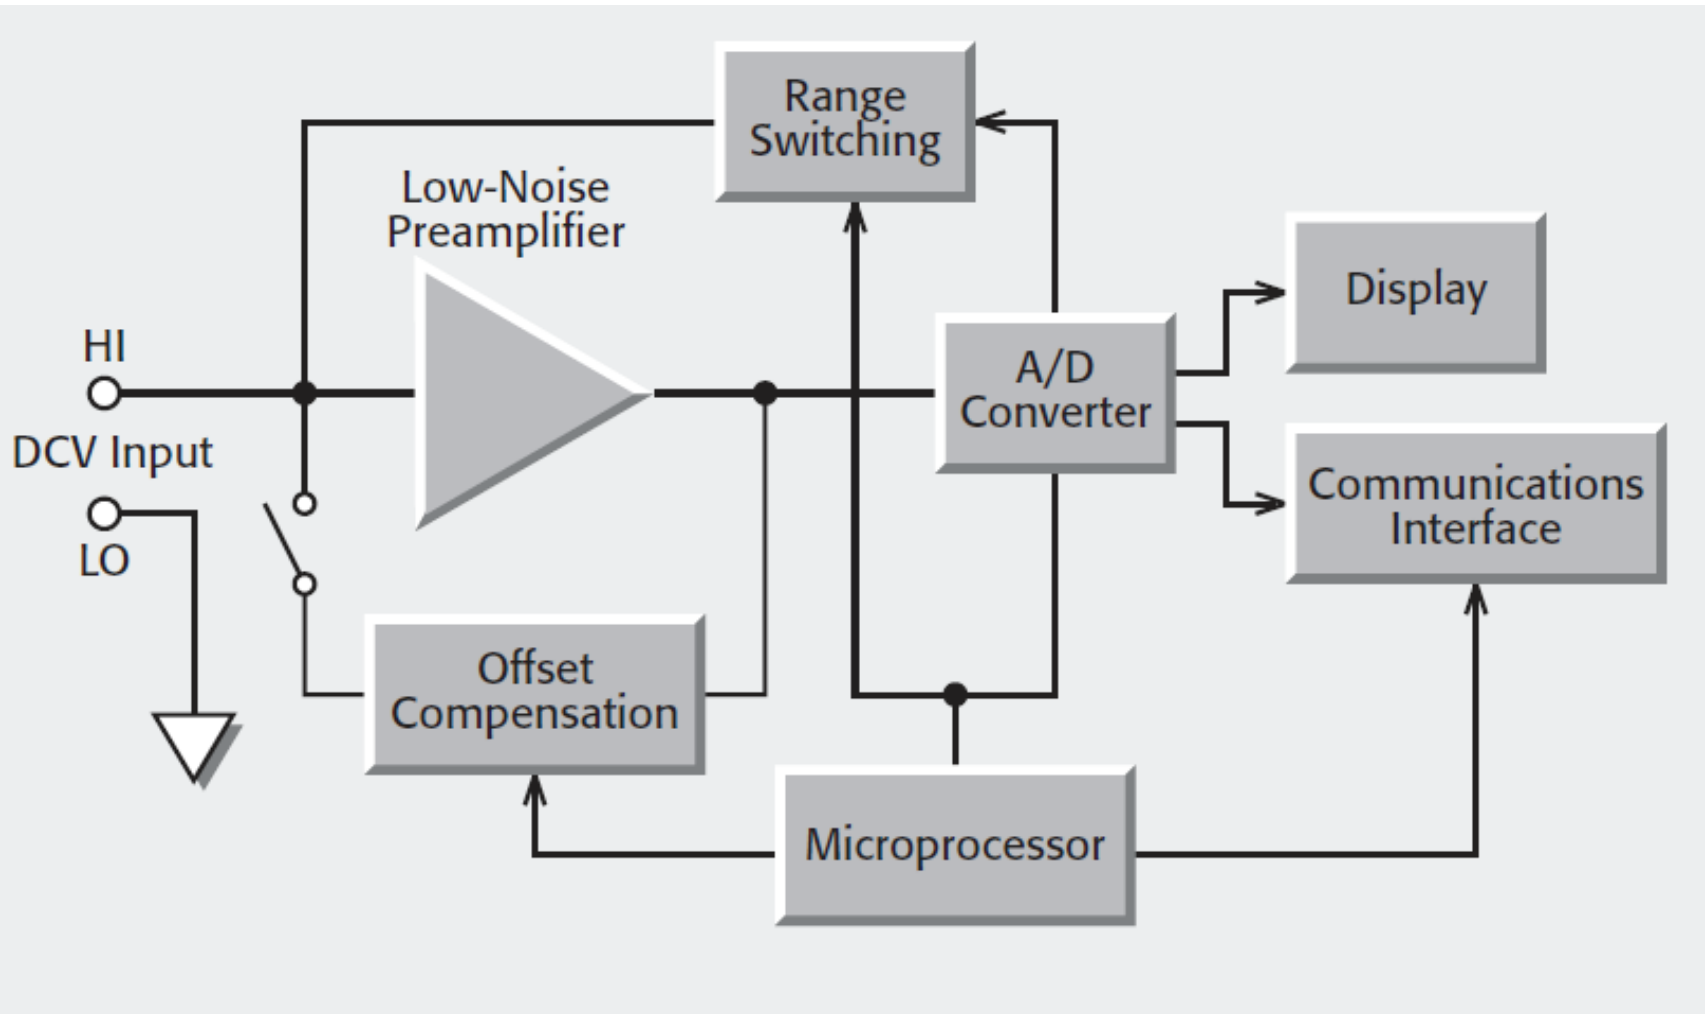 Range
Switching
Low-Noise
Preamplifier
Display
HI
A/D
Converter
DCV Input
Communications
Interface
LO
Offset
Compensation
Microprocessor